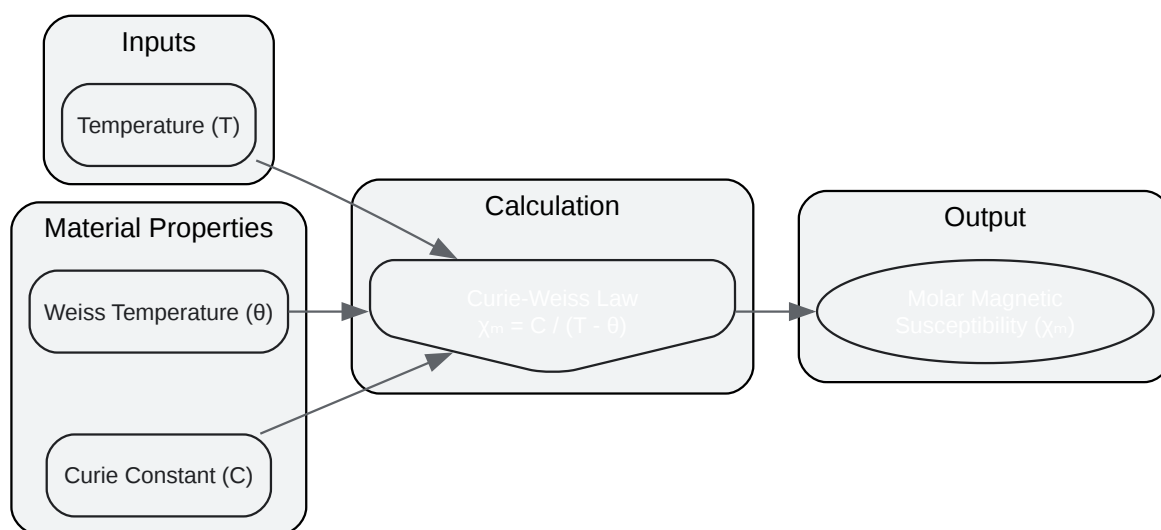 Inputs
Temperature (T)
Material Properties
Weiss Temperature (θ)
Curie Constant (C)
Calculation
Curie-Weiss Law
χₘ = C / (T - θ)
Output
Molar Magnetic
Susceptibility (χₘ)